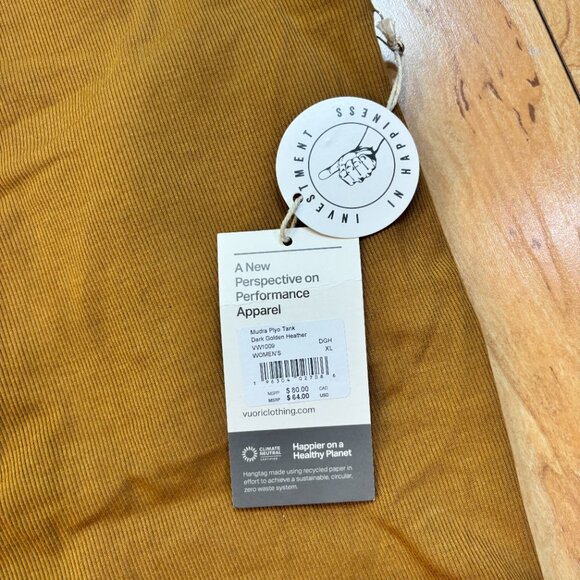 INVESTMENT IN HAPPINESS
A New
Perspective on
Performance
Apparel
Mudra Plyo Tank
Dark Golden Heather
VW1009 DGH
WOMEN'S XL
MSRP $ 80.00 CAD
MSRP $ 64.00 USD
vuoriclothing.com
CLIMATE
NEUTRAL
CERTIFIED
Happier on a
Healthy Planet
Hangtag made using recycled paper in
effort to achieve a sustainable, circular,
zero waste system.